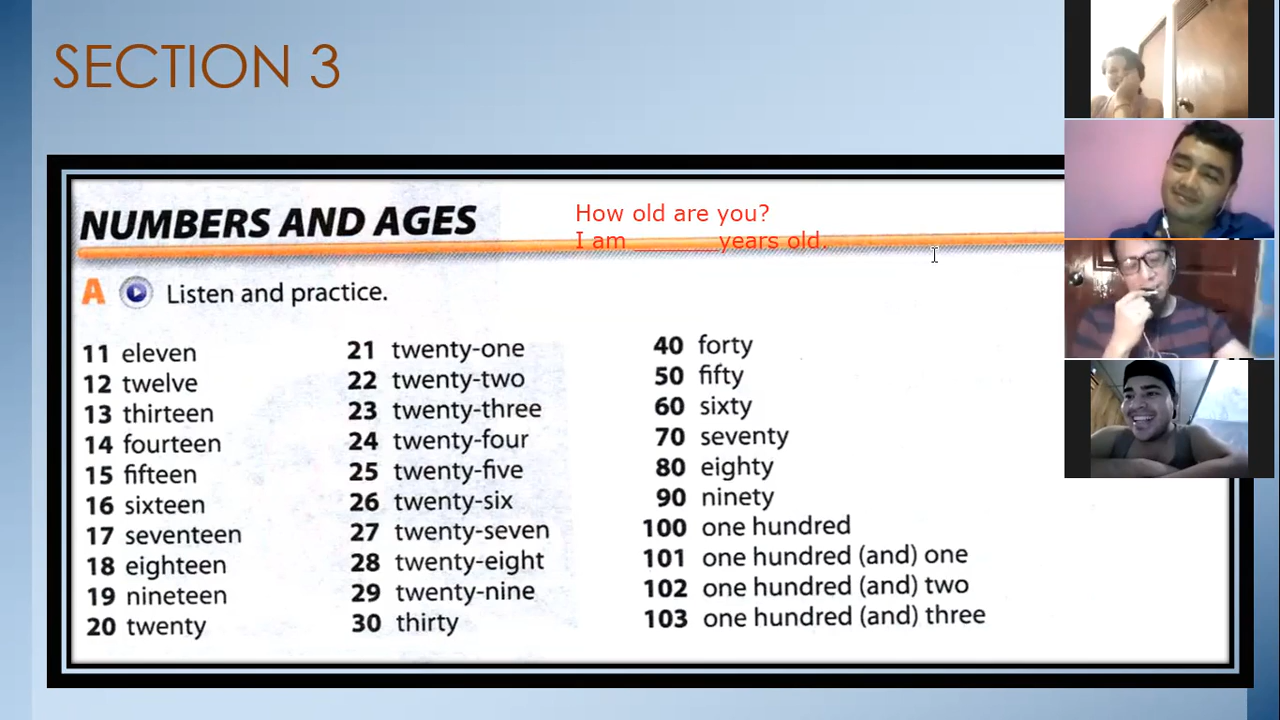 SECTION 3
NUMBERS AND AGES
How old are you?
I am _______ years old.
A Listen and practice.
11 eleven
12 twelve
13 thirteen
14 fourteen
15 fifteen
16 sixteen
17 seventeen
18 eighteen
19 nineteen
20 twenty
21 twenty-one
22 twenty-two
23 twenty-three
24 twenty-four
25 twenty-five
26 twenty-six
27 twenty-seven
28 twenty-eight
29 twenty-nine
30 thirty
40 forty
50 fifty
60 sixty
70 seventy
80 eighty
90 ninety
100 one hundred
101 one hundred (and) one
102 one hundred (and) two
103 one hundred (and) three